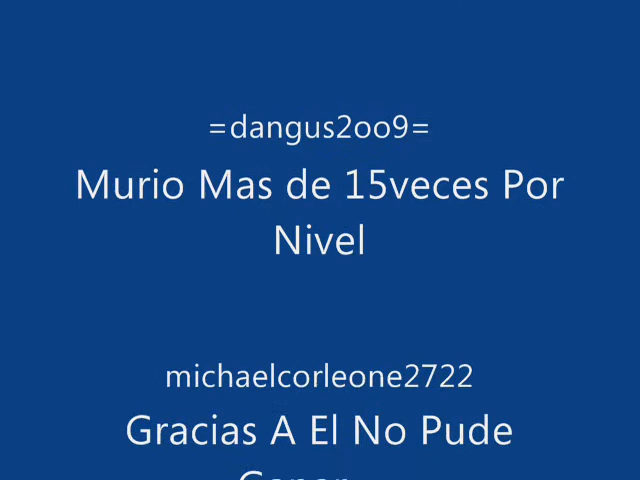 =dangus2oo9=
Murio Mas de 15veces Por
Nivel
michaelcorleone2722
Gracias A El No Pude